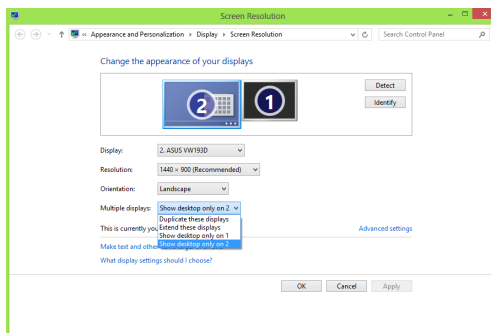 Screen Resolution
« Appearance and Personalization Display Screen Resolution Search Control Panel
Change the appearance of your displays
2 1
Detect
Identify
Display: 2. ASUS VW193D
Resolution: 1440 × 900 (Recommended)
Orientation: Landscape
Multiple displays: Show desktop only on 2
Duplicate these displays
This is currently you Extend these displays Advanced settings
Show desktop only on 1
Make text and othe Show desktop only on 2
What display settings should I choose?
OK Cancel Apply